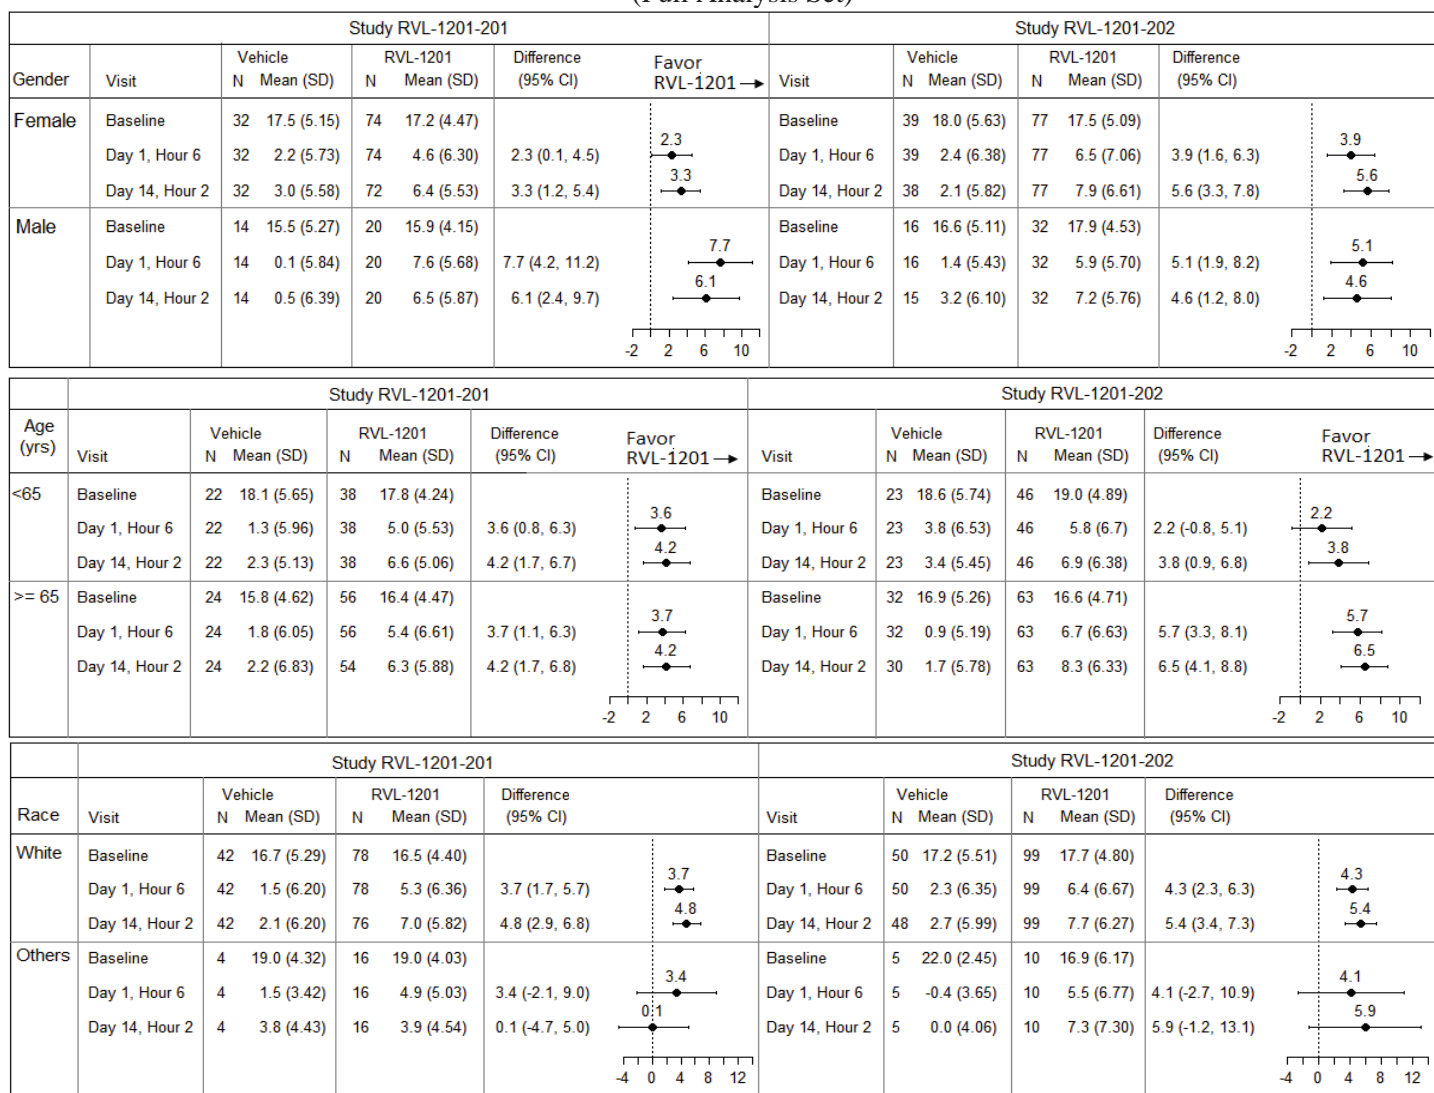 (Full Analysis Set)
Study RVL-1201-201 Study RVL-1201-202
Vehicle RVL-1201 Difference Favor Vehicle RVL-1201 Difference
Gender Visit N Mean (SD) N Mean (SD) (95% CI) RVL-1201 → Visit N Mean (SD) N Mean (SD) (95% CI)
Female Baseline 32 17.5 (5.15) 74 17.2 (4.47) Baseline 39 18.0 (5.63) 77 17.5 (5.09)
2.3 3.9
Day 1, Hour 6 32 2.2 (5.73) 74 4.6 (6.30) 2.3 (0.1, 4.5) Day 1, Hour 6 39 2.4 (6.38) 77 6.5 (7.06) 3.9 (1.6, 6.3)
3.3 5.6
Day 14, Hour 2 32 3.0 (5.58) 72 6.4 (5.53) 3.3 (1.2, 5.4) Day 14, Hour 2 38 2.1 (5.82) 77 7.9 (6.61) 5.6 (3.3, 7.8)
Male Baseline 14 15.5 (5.27) 20 15.9 (4.15) Baseline 16 16.6 (5.11) 32 17.9 (4.53)
7.7 5.1
Day 1, Hour 6 14 0.1 (5.84) 20 7.6 (5.68) 7.7 (4.2, 11.2) Day 1, Hour 6 16 1.4 (5.43) 32 5.9 (5.70) 5.1 (1.9, 8.2)
6.1 4.6
Day 14, Hour 2 14 0.5 (6.39) 20 6.5 (5.87) 6.1 (2.4, 9.7) Day 14, Hour 2 15 3.2 (6.10) 32 7.2 (5.76) 4.6 (1.2, 8.0)
-2 2 6 10 -2 2 6 10
Study RVL-1201-201 Study RVL-1201-202
Age Vehicle RVL-1201 Difference Favor Vehicle RVL-1201 Difference Favor
(yrs) Visit N Mean (SD) N Mean (SD) (95% CI) RVL-1201 → Visit N Mean (SD) N Mean (SD) (95% CI) RVL-1201 →
<65 Baseline 22 18.1 (5.65) 38 17.8 (4.24) Baseline 23 18.6 (5.74) 46 19.0 (4.89)
3.6 2.2
Day 1, Hour 6 22 1.3 (5.96) 38 5.0 (5.53) 3.6 (0.8, 6.3) Day 1, Hour 6 23 3.8 (6.53) 46 5.8 (6.7) 2.2 (-0.8, 5.1)
4.2 3.8
Day 14, Hour 2 22 2.3 (5.13) 38 6.6 (5.06) 4.2 (1.7, 6.7) Day 14, Hour 2 23 3.4 (5.45) 46 6.9 (6.38) 3.8 (0.9, 6.8)
>= 65 Baseline 24 15.8 (4.62) 56 16.4 (4.47) Baseline 32 16.9 (5.26) 63 16.6 (4.71)
3.7 5.7
Day 1, Hour 6 24 1.8 (6.05) 56 5.4 (6.61) 3.7 (1.1, 6.3) Day 1, Hour 6 32 0.9 (5.19) 63 6.7 (6.63) 5.7 (3.3, 8.1)
4.2 6.5
Day 14, Hour 2 24 2.2 (6.83) 54 6.3 (5.88) 4.2 (1.7, 6.8) Day 14, Hour 2 30 1.7 (5.78) 63 8.3 (6.33) 6.5 (4.1, 8.8)
-2 2 6 10 -2 2 6 10
Study RVL-1201-201 Study RVL-1201-202
Vehicle RVL-1201 Difference Vehicle RVL-1201 Difference
Race Visit N Mean (SD) N Mean (SD) (95% CI) Visit N Mean (SD) N Mean (SD) (95% CI)
White Baseline 42 16.7 (5.29) 78 16.5 (4.40) Baseline 50 17.2 (5.51) 99 17.7 (4.80)
3.7 4.3
Day 1, Hour 6 42 1.5 (6.20) 78 5.3 (6.36) 3.7 (1.7, 5.7) Day 1, Hour 6 50 2.3 (6.35) 99 6.4 (6.67) 4.3 (2.3, 6.3)
4.8 5.4
Day 14, Hour 2 42 2.1 (6.20) 76 7.0 (5.82) 4.8 (2.9, 6.8) Day 14, Hour 2 48 2.7 (5.99) 99 7.7 (6.27) 5.4 (3.4, 7.3)
Others Baseline 4 19.0 (4.32) 16 19.0 (4.03) Baseline 5 22.0 (2.45) 10 16.9 (6.17)
3.4 4.1
Day 1, Hour 6 4 1.5 (3.42) 16 4.9 (5.03) 3.4 (-2.1, 9.0) Day 1, Hour 6 5 -0.4 (3.65) 10 5.5 (6.77) 4.1 (-2.7, 10.9)
0.1 5.9
Day 14, Hour 2 4 3.8 (4.43) 16 3.9 (4.54) 0.1 (-4.7, 5.0) Day 14, Hour 2 5 0.0 (4.06) 10 7.3 (7.30) 5.9 (-1.2, 13.1)
-4 0 4 8 12 -4 0 4 8 12